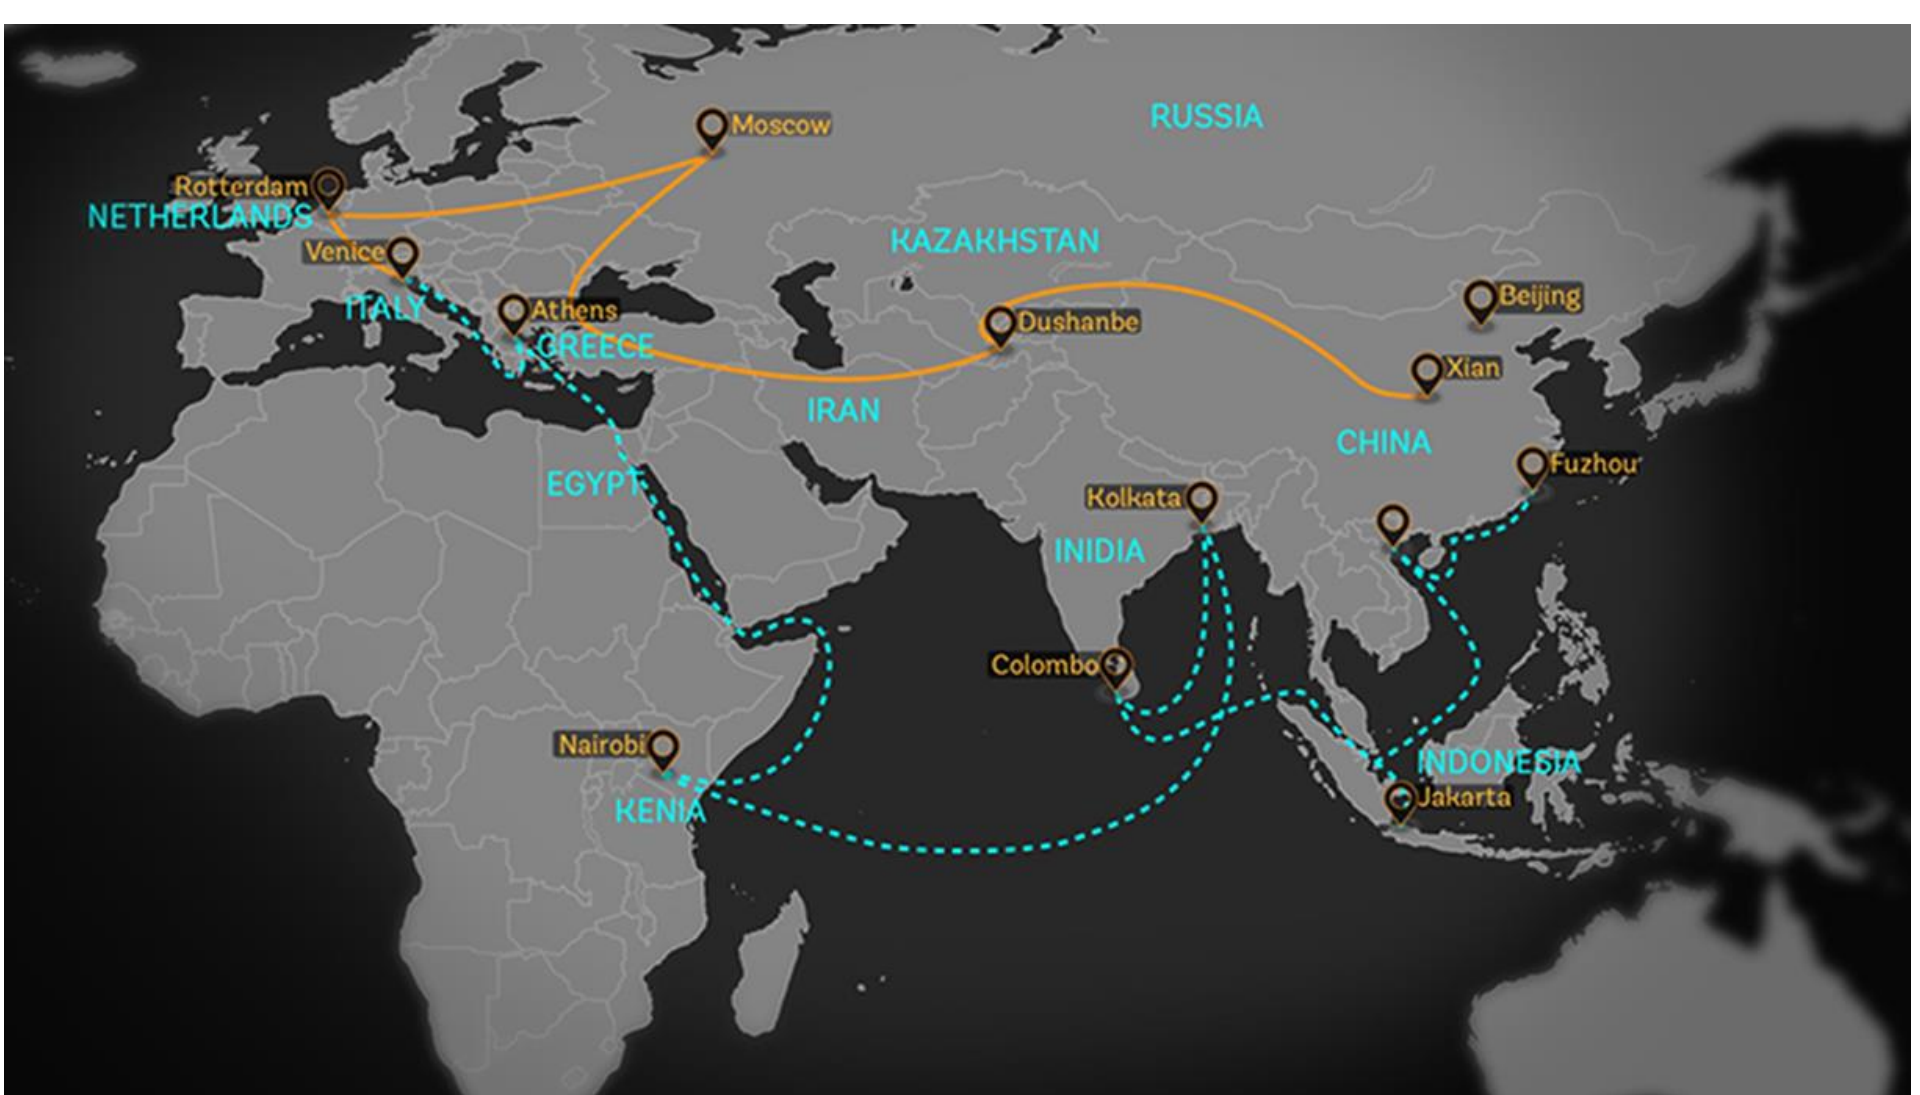 RUSSIA
Moscow
Rotterdam
NETHERLANDS
KAZAKHSTAN
Venice
Beijing
ITALY
Athens
Dushanbe
GREECE
Xian
IRAN
CHINA
Fuzhou
EGYPT
Kolkata
INIDIA
Colombo
Nairobi
INDONESIA
Jakarta
KENIA